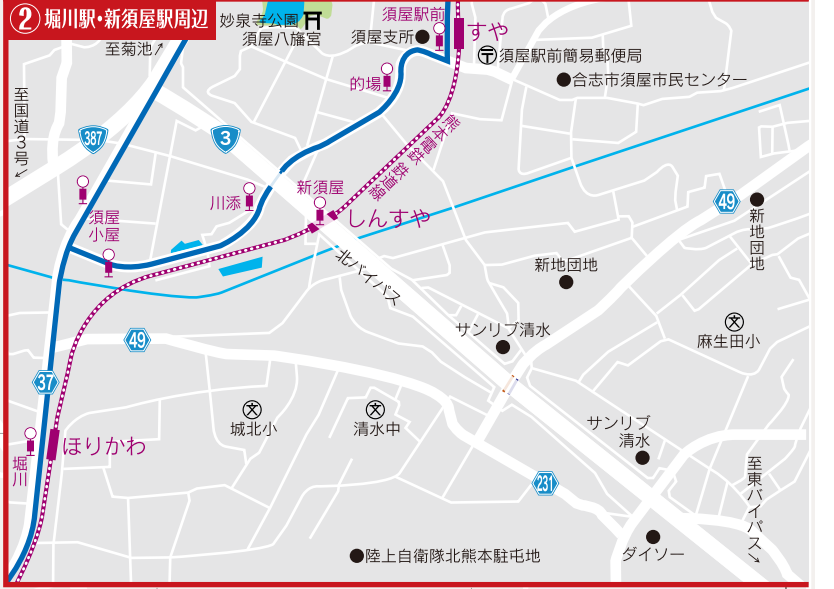 ② 堀川駅・新須屋駅周辺
妙泉寺公園
須屋八旛宮
須屋駅前
須屋支所
すや
〒 須屋駅前簡易郵便局
合志市須屋市民センター
至菊池↗
的場
至国道3号↙
387
3
熊本電鉄
鉄道線
新須屋
川添
しんすや
須屋
小屋
49
新地団地
北バイパス
新地団地
サンリブ清水
文
麻生田小
49
37
文
城北小
文
清水中
サンリブ
清水
堀川
ほりかわ
231
至東バイパス↘
陸上自衛隊北熊本駐屯地
ダイソー